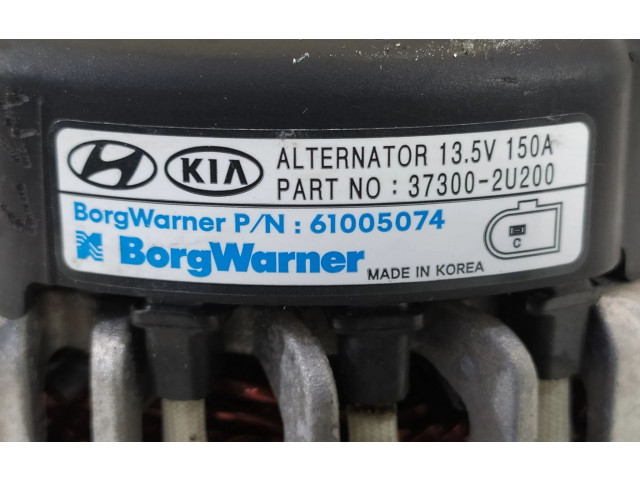 KIA ALTERNATOR 13.5V 150A
PART NO : 37300-2U200
BorgWarner P/N : 61005074
BorgWarner
MADE IN KOREA
C